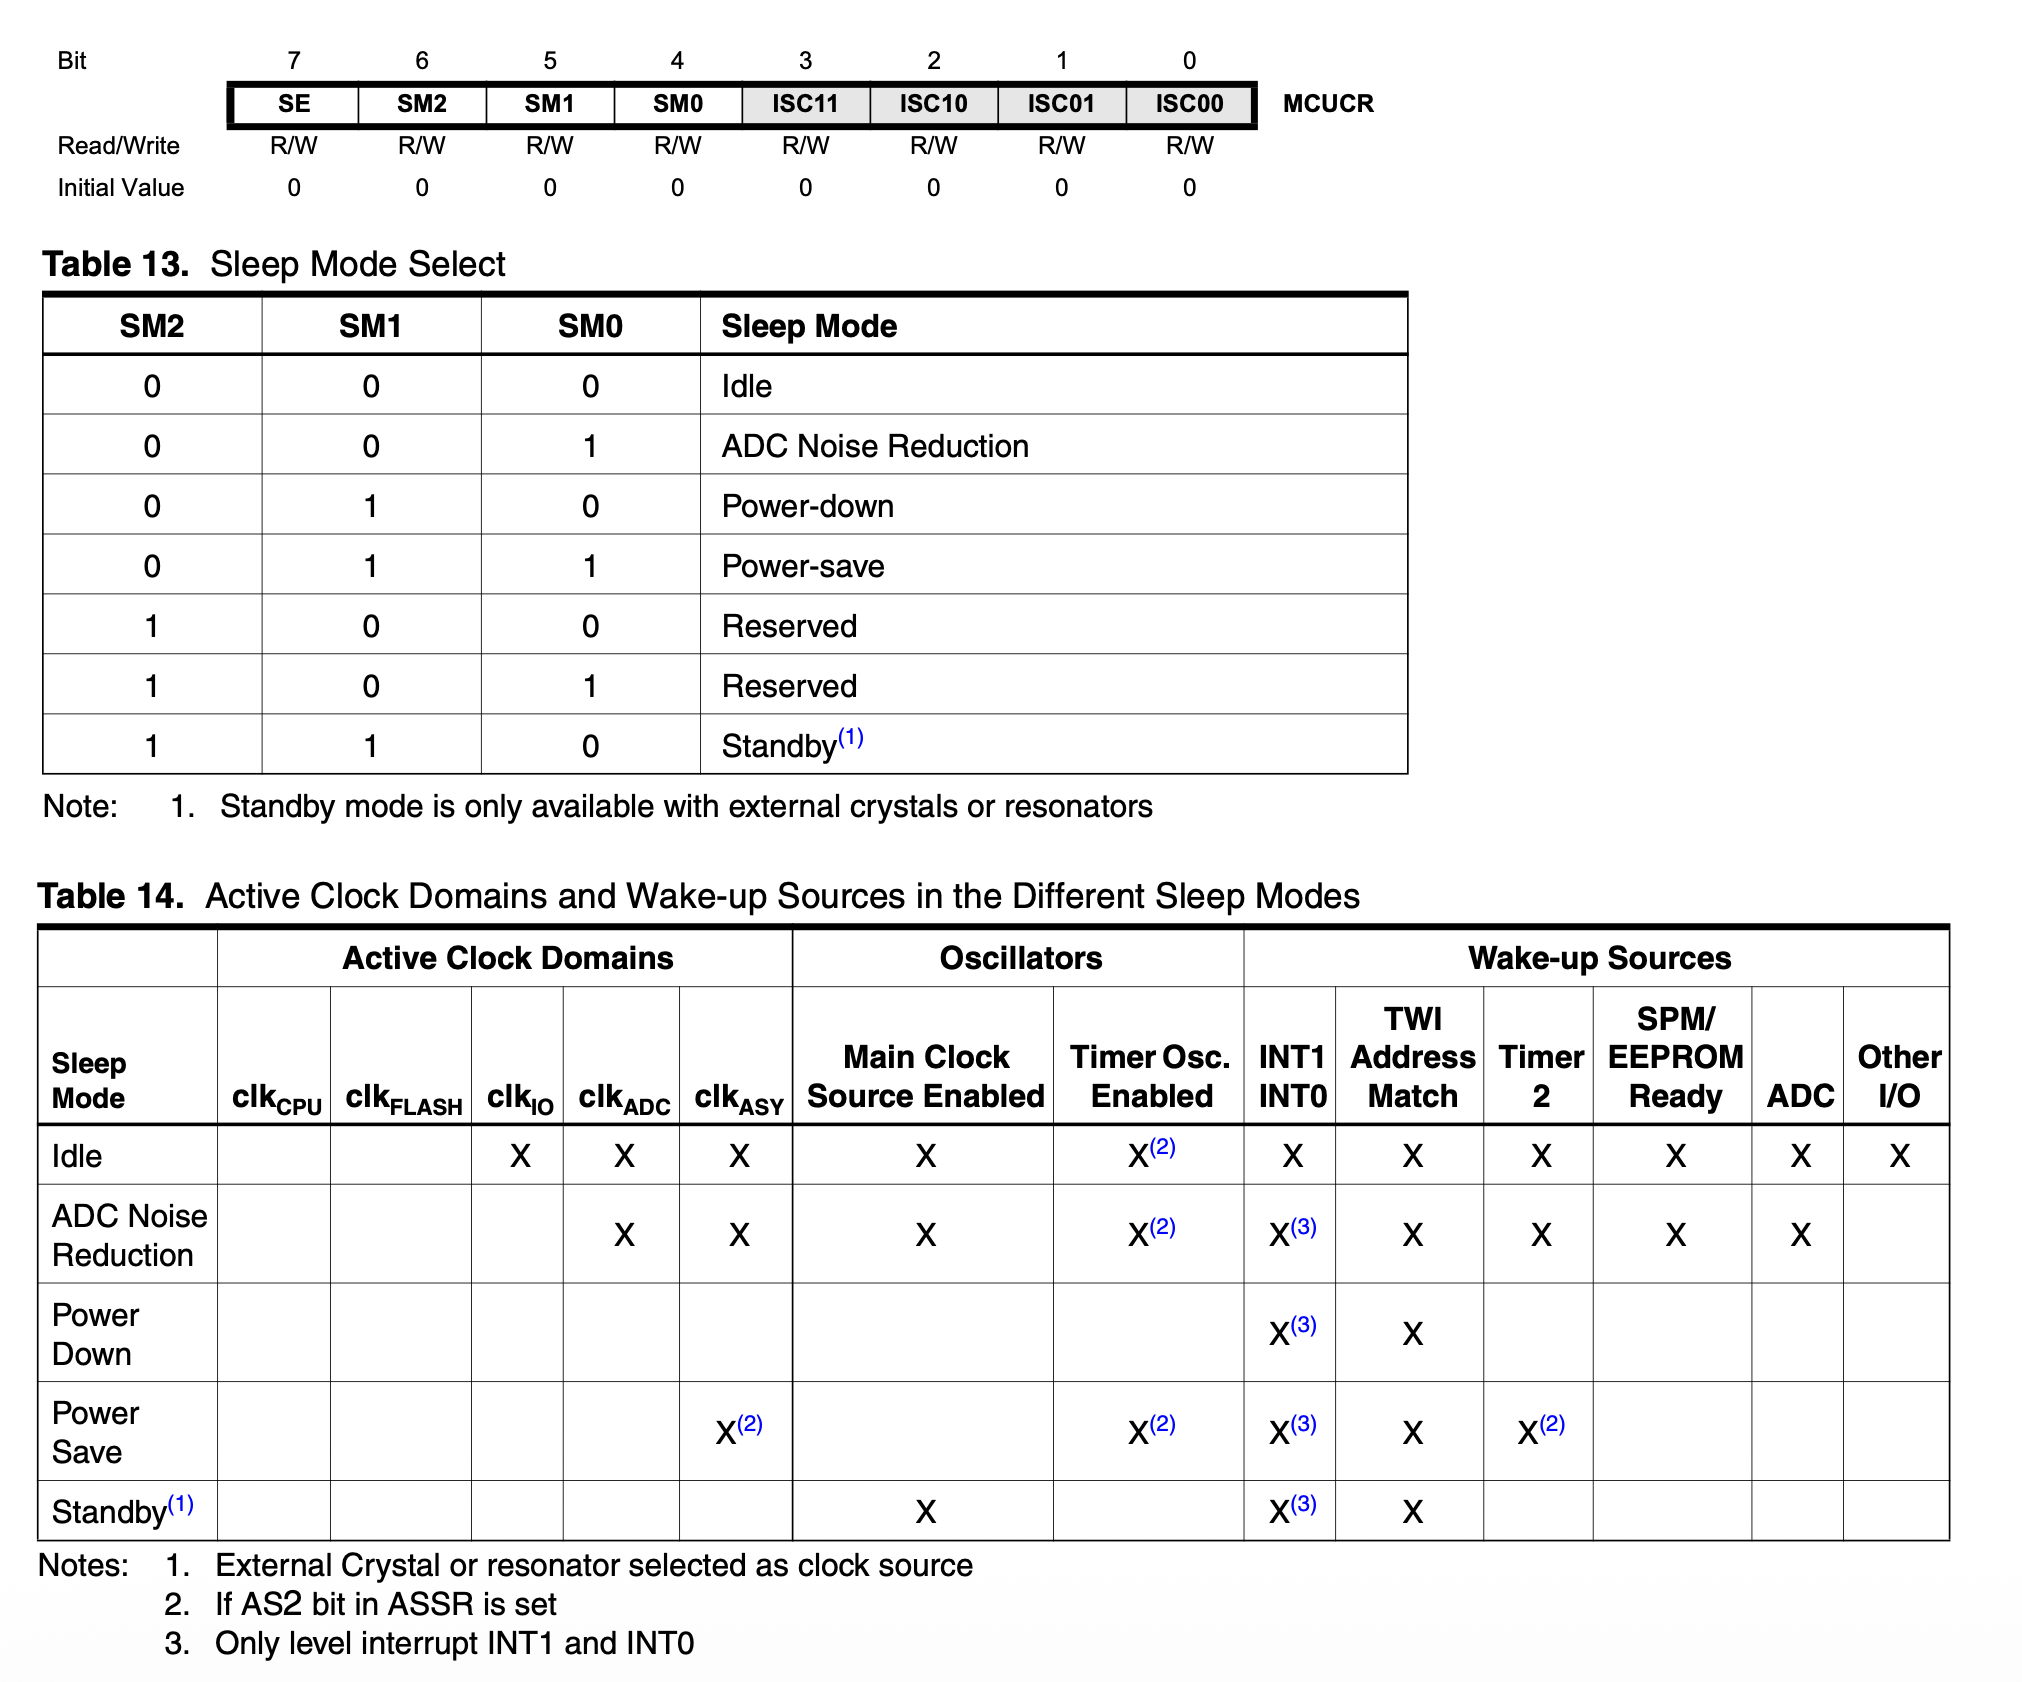 Bit 7 6 5 4 3 2 1 0
SE SM2 SM1 SM0 ISC11 ISC10 ISC01 ISC00 MCUCR
Read/Write R/W R/W R/W R/W R/W R/W R/W R/W
Initial Value 0 0 0 0 0 0 0 0
Table 13. Sleep Mode Select
SM2 SM1 SM0 Sleep Mode
0 0 0 Idle
0 0 1 ADC Noise Reduction
0 1 0 Power-down
0 1 1 Power-save
1 0 0 Reserved
1 0 1 Reserved
1 1 0 Standby(1)
Note: 1. Standby mode is only available with external crystals or resonators
Table 14. Active Clock Domains and Wake-up Sources in the Different Sleep Modes
Active Clock Domains Oscillators Wake-up Sources
Sleep
Mode
clkCPU clkFLASH clkIO clkADC clkASY
Main Clock
Source Enabled
Timer Osc.
Enabled
INT1
INT0
TWI
Address
Match
Timer
2
SPM/
EEPROM
Ready
ADC
Other
I/O
Idle X X X X X(2) X X X X X X
ADC Noise
Reduction
X X X X(2) X(3) X X X X
Power
Down
X(3) X
Power
Save
X(2) X(2) X(3) X X(2)
Standby(1) X X(3) X
Notes: 1. External Crystal or resonator selected as clock source
2. If AS2 bit in ASSR is set
3. Only level interrupt INT1 and INT0